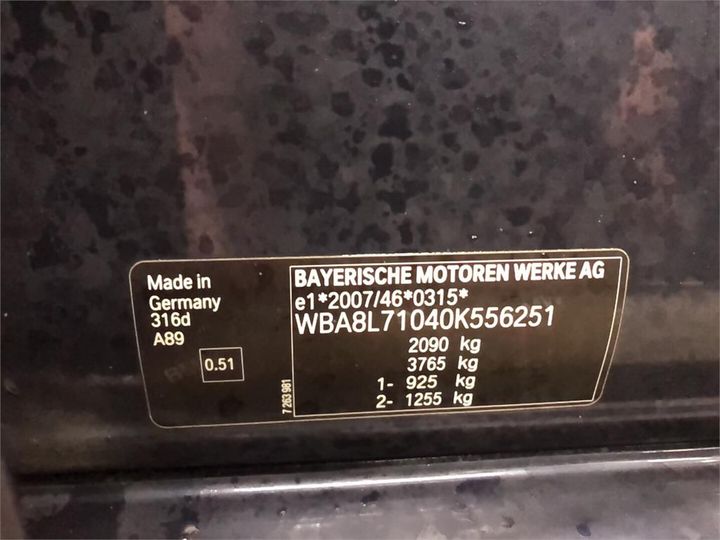 Made in
Germany
316d
A89
0.51
7 263 981
BAYERISCHE MOTOREN WERKE AG
e1*2007/46*0315*
WBA8L71040K556251
2090 kg
3765 kg
1- 925 kg
2- 1255 kg